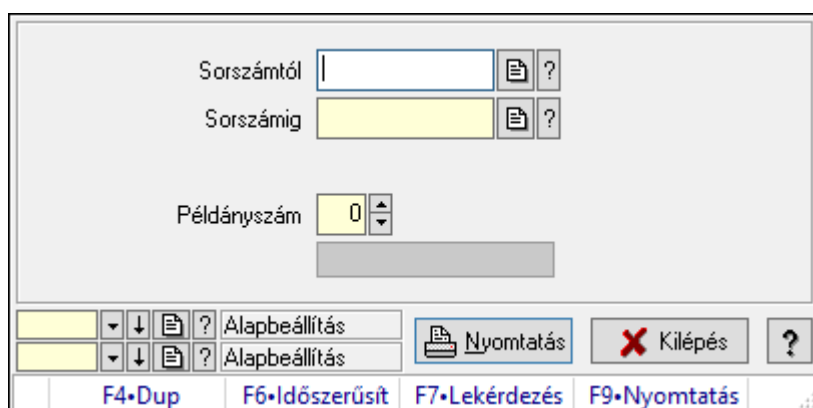 Sorszámtól ?
Sorszámig ?
Példányszám 0
? Alapbeállítás
? Alapbeállítás
Nyomtatás Kilépés ?
F4•Dup F6•Időszerűsít F7•Lekérdezés F9•Nyomtatás